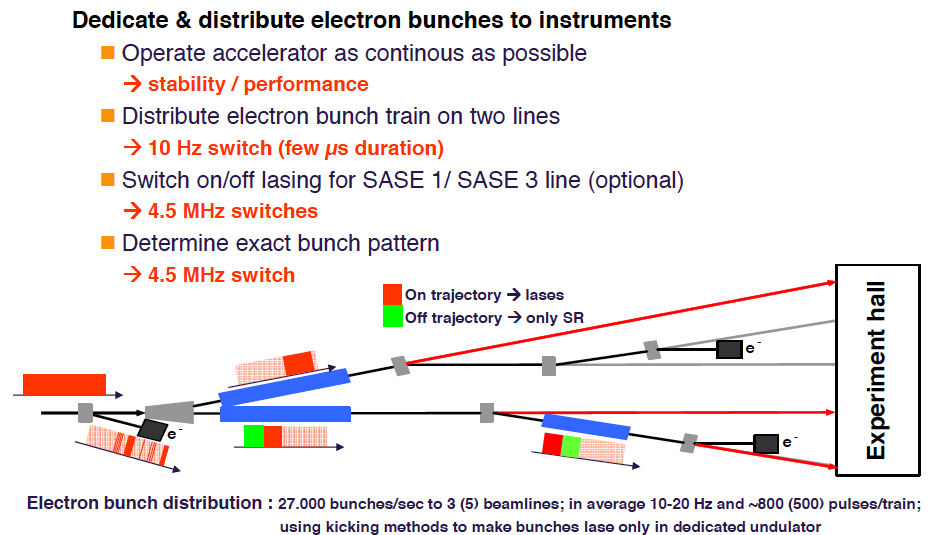 Dedicate & distribute electron bunches to instruments
Operate accelerator as continous as possible
→ stability / performance
Distribute electron bunch train on two lines
→ 10 Hz switch (few µs duration)
Switch on/off lasing for SASE 1/ SASE 3 line (optional)
→ 4.5 MHz switches
Determine exact bunch pattern
→ 4.5 MHz switch
On trajectory → lases
Off trajectory → only SR
e-
e-
e-
Experiment hall
Electron bunch distribution : 27.000 bunches/sec to 3 (5) beamlines; in average 10-20 Hz and ~800 (500) pulses/train;
using kicking methods to make bunches lase only in dedicated undulator